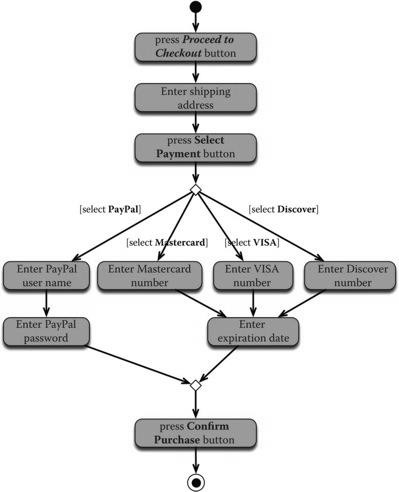 press Proceed to
Checkout button
Enter shipping
address
press Select
Payment button
[select PayPal]
[select Discover]
[select Mastercard]
[select VISA]
Enter PayPal
user name
Enter Mastercard
number
Enter VISA
number
Enter Discover
number
Enter PayPal
password
Enter
expiration date
press Confirm
Purchase button